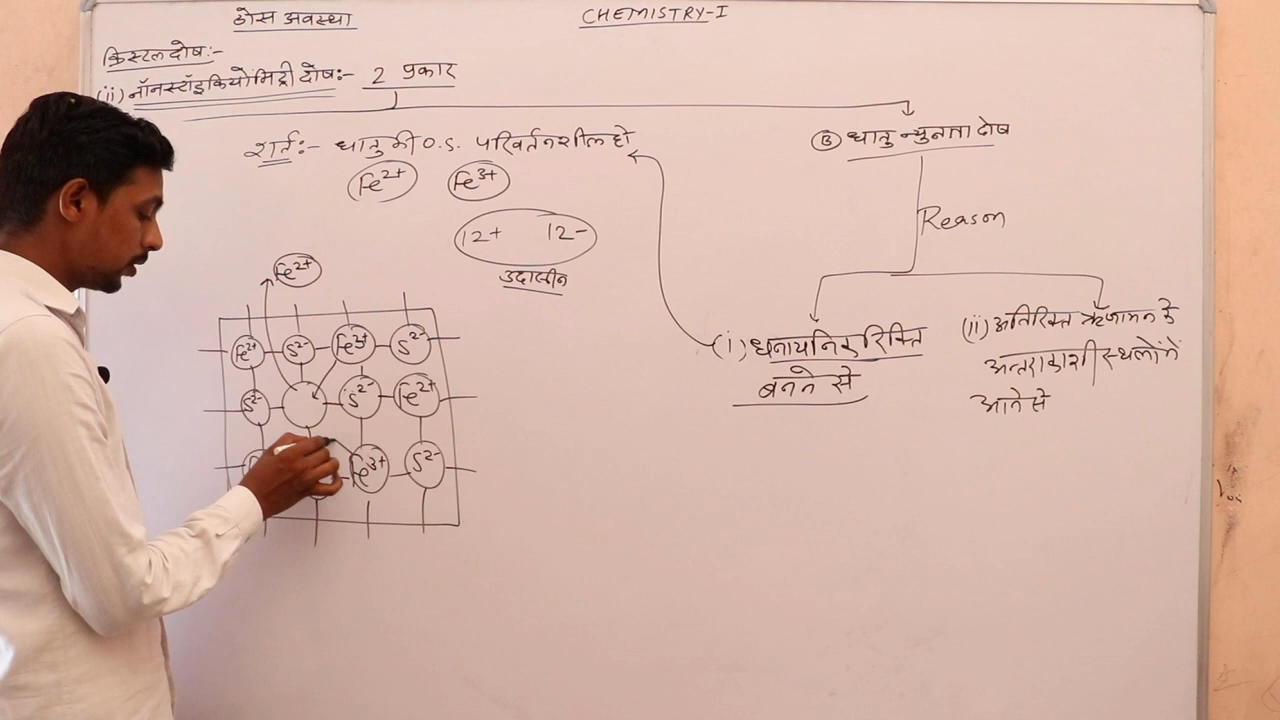 ठोस अवस्था
CHEMISTRY-I
क्रिस्टल दोष:-
(ii) नॉनस्टॉइकियोमिट्री दोष:- 2 प्रकार
शर्त:- धातु की O.S. परिवर्तनशील हो
Fe2+ Fe3+
12+ 12-
उदासीन
Ⓑ धातु न्युनता दोष
Reason
(i) धनायनिक रिक्ति
बनने से
(ii) अतिरिक्त ऋणायन के
अन्तराकाशी स्थलों में
आने से
Fe2+
Fe2+ S2- Fe3+ S2-
S2- S2- Fe2+
Fe3+ S2-